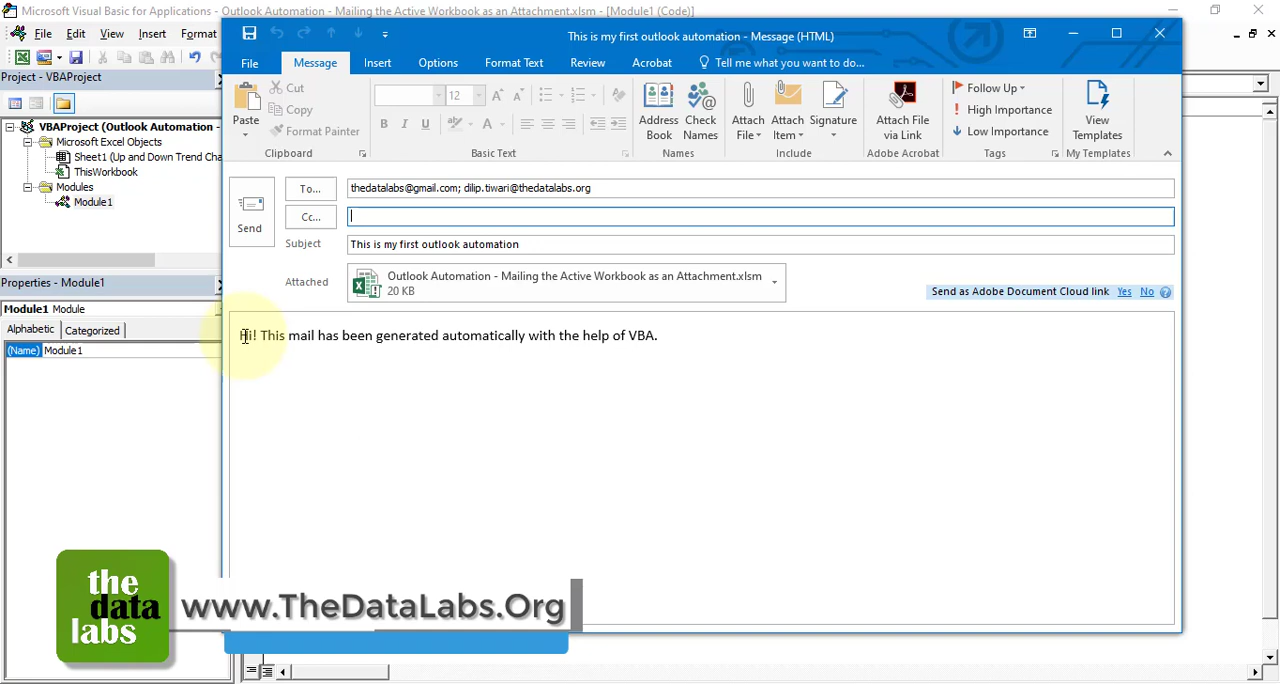 Microsoft Visual Basic for Applications - Outlook Automation - Mailing the Active Workbook as an Attachment.xlsm - [Module1 (Code)]
File Edit View Insert Format
Project - VBAProject
VBAProject (Outlook Automation -
Microsoft Excel Objects
Sheet1 (Up and Down Trend Cha
ThisWorkbook
Modules
Module1
Properties - Module1
Module1 Module
Alphabetic Categorized
(Name) Module1
This is my first outlook automation - Message (HTML)
File Message Insert Options Format Text Review Acrobat Tell me what you want to do...
Paste
Cut
Copy
Format Painter
Clipboard
12
B I U
Basic Text
Address Book
Check Names
Names
Attach File
Attach Item
Signature
Include
Attach File via Link
Adobe Acrobat
Follow Up
High Importance
Low Importance
Tags
View Templates
My Templates
Send
To... thedatalabs@gmail.com; dilip.tiwari@thedatalabs.org
Cc...
Subject This is my first outlook automation
Attached Outlook Automation - Mailing the Active Workbook as an Attachment.xlsm
20 KB
Send as Adobe Document Cloud link Yes No
Hi! This mail has been generated automatically with the help of VBA.
the
data
labs
www.TheDataLabs.Org